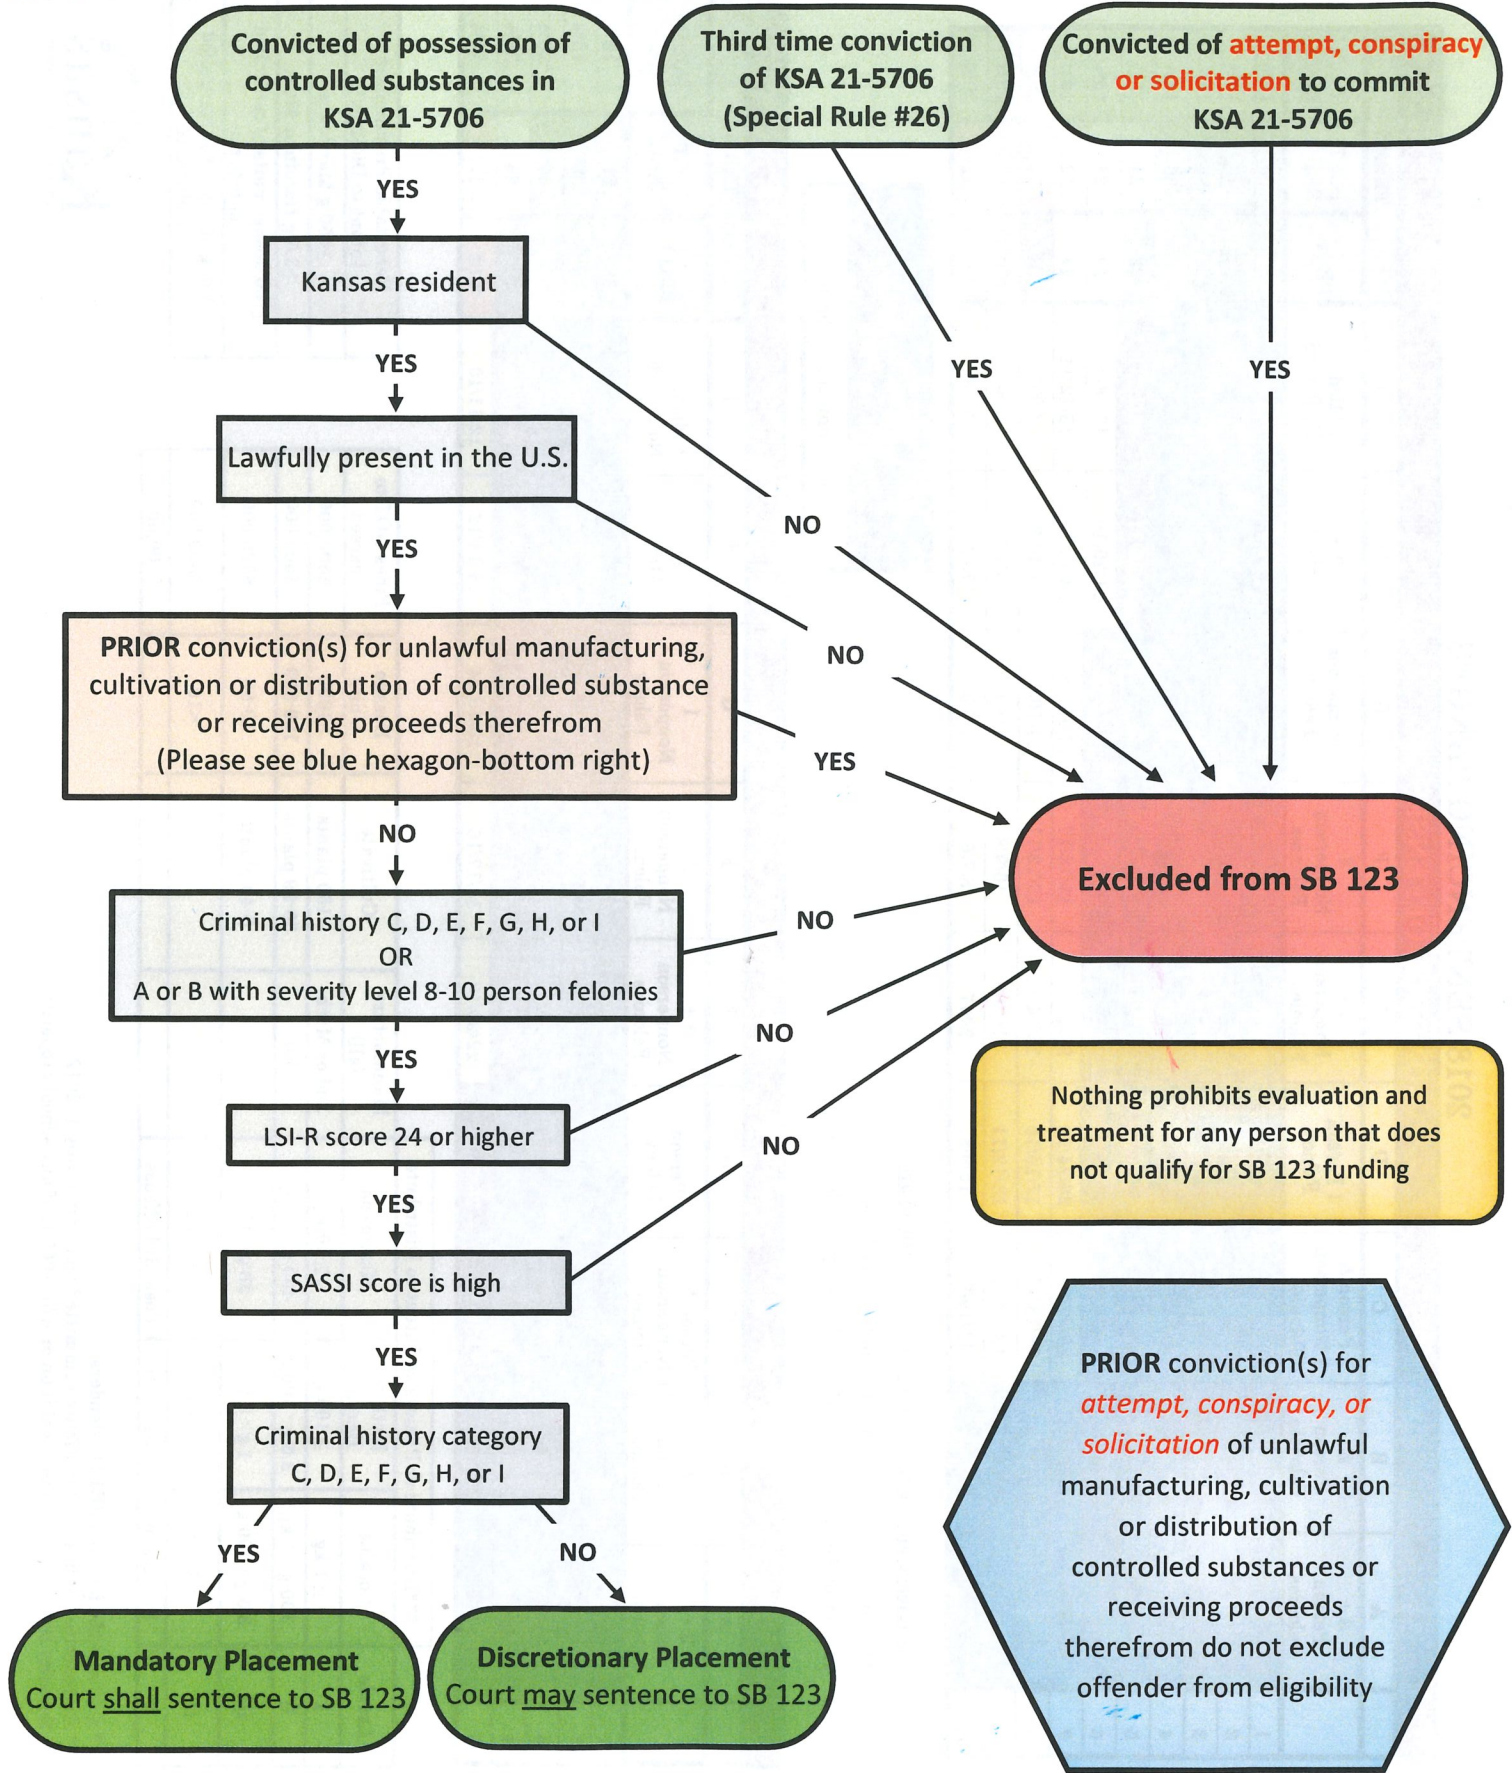 Convicted of possession of
controlled substances in
KSA 21-5706
Third time conviction
of KSA 21-5706
(Special Rule #26)
Convicted of attempt, conspiracy
or solicitation to commit
KSA 21-5706
YES
Kansas resident
YES
YES
YES
Lawfully present in the U.S.
NO
YES
NO
PRIOR conviction(s) for unlawful manufacturing,
cultivation or distribution of controlled substance
or receiving proceeds therefrom
(Please see blue hexagon-bottom right)
YES
NO
Excluded from SB 123
Criminal history C, D, E, F, G, H, or I
OR
A or B with severity level 8-10 person felonies
NO
YES
NO
LSI-R score 24 or higher
NO
Nothing prohibits evaluation and
treatment for any person that does
not qualify for SB 123 funding
YES
SASSI score is high
YES
Criminal history category
C, D, E, F, G, H, or I
YES
NO
Mandatory Placement
Court shall sentence to SB 123
Discretionary Placement
Court may sentence to SB 123
PRIOR conviction(s) for
attempt, conspiracy, or
solicitation of unlawful
manufacturing, cultivation
or distribution of
controlled substances or
receiving proceeds
therefrom do not exclude
offender from eligibility